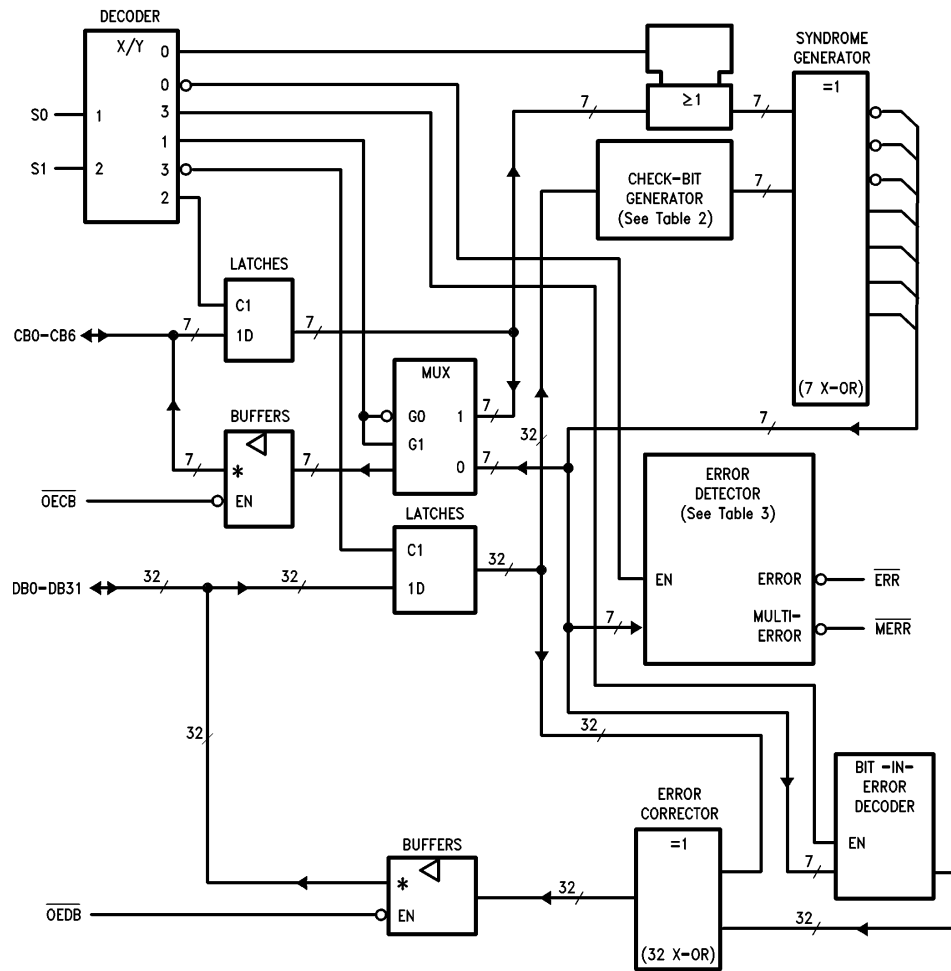 DECODER
X/Y
0
0
3
1
3
2
S0
1
S1
2
≥1
7
7
SYNDROME
GENERATOR
=1
(7 X-OR)
CHECK-BIT
GENERATOR
(See Table 2)
7
LATCHES
C1
1D
CB0-CB6
7
7
MUX
G0
G1
1
0
7
7
7
32
BUFFERS
*
EN
7
7
OECB
LATCHES
C1
1D
DB0-DB31
32
32
32
ERROR
DETECTOR
(See Table 3)
EN
ERROR
MULTI-
ERROR
ERR
MERR
7
32
32
BIT -IN-
ERROR
DECODER
EN
7
ERROR
CORRECTOR
=1
(32 X-OR)
32
32
BUFFERS
*
EN
OEDB